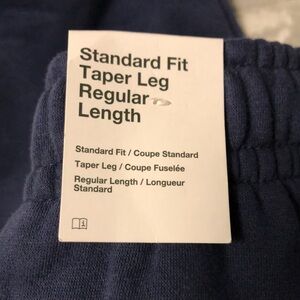 Standard Fit
Taper Leg
Regular
Length
Standard Fit / Coupe Standard
Taper Leg / Coupe Fuselée
Regular Length / Longueur
Standard